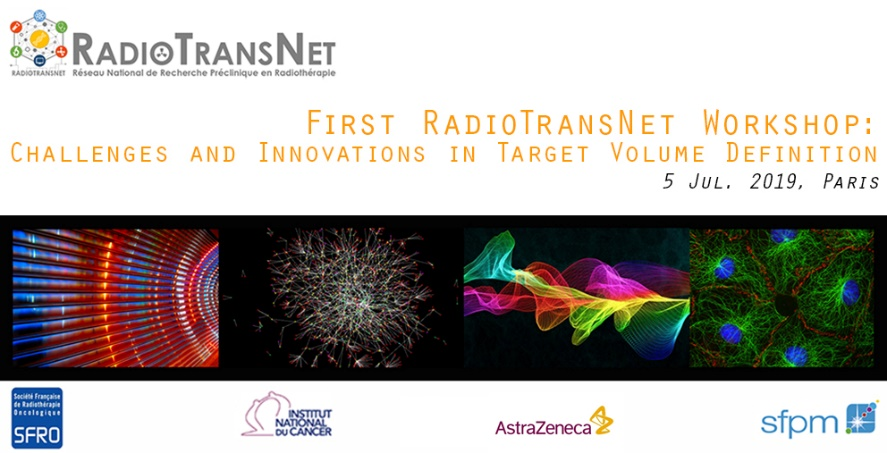 RADIOTRANSNET
RADIOTRANSNET
Réseau National de Recherche Préclinique en Radiothérapie
FIRST RADIOTRANSNET WORKSHOP:
CHALLENGES AND INNOVATIONS IN TARGET VOLUME DEFINITION
5 JUL. 2019, PARIS
Société Française
de Radiothérapie
Oncologique
SFRO
INSTITUT
NATIONAL
DU CANCER
AstraZeneca
sfpm